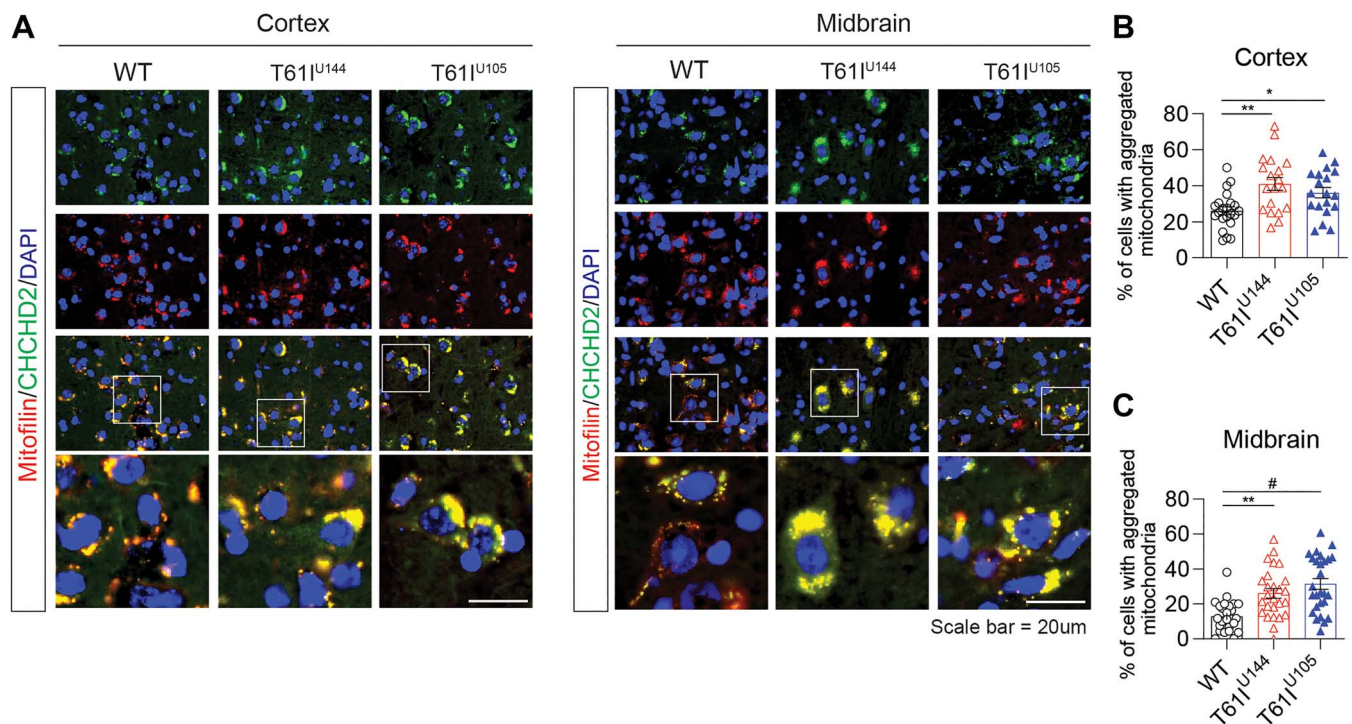 A
Cortex
WT
T61I^U144
T61I^U105
Mitofilin/CHCHD2/DAPI
Midbrain
WT
T61I^U144
T61I^U105
Mitofilin/CHCHD2/DAPI
Scale bar = 20um
B
Cortex
*
**
% of cells with aggregated
mitochondria
80
60
40
20
0
WT
T61I^U144
T61I^U105
C
Midbrain
#
**
% of cells with aggregated
mitochondria
80
60
40
20
0
WT
T61I^U144
T61I^U105